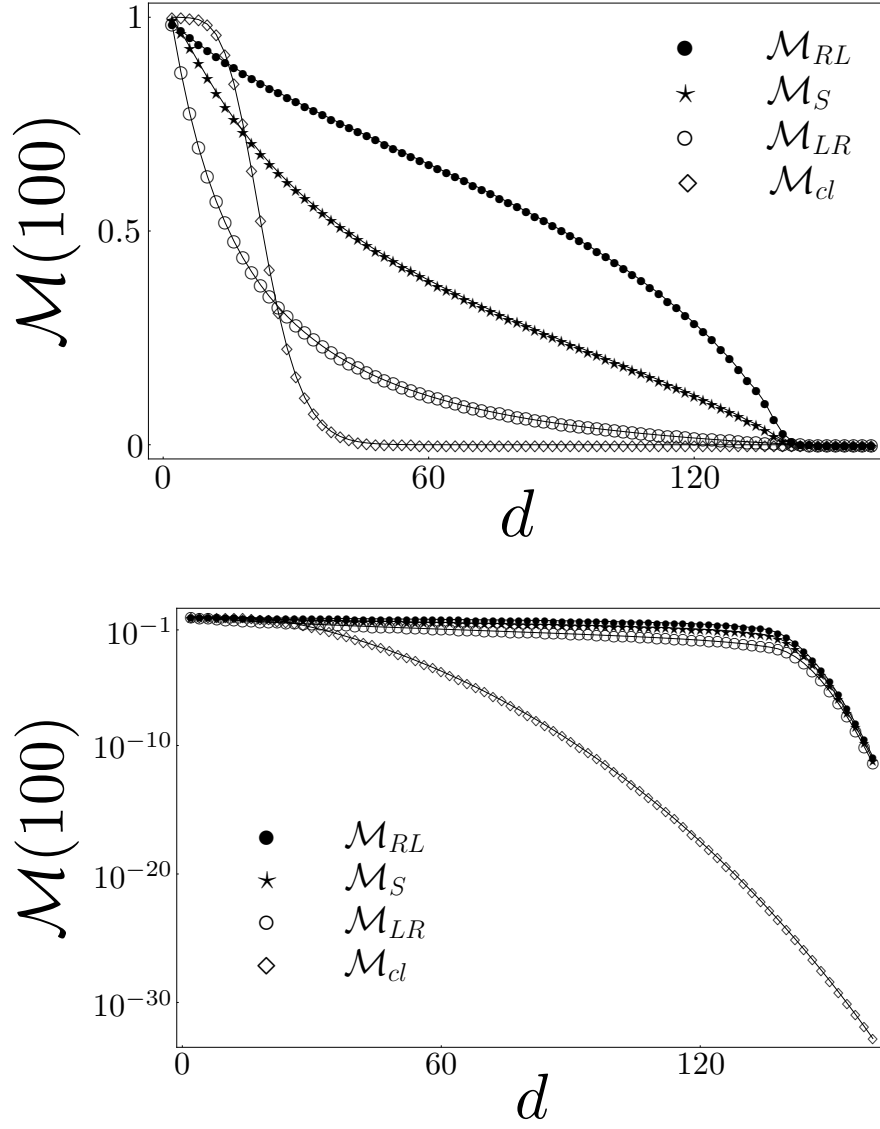 1
0.5
0
0
60
120
d
M(100)
M_{RL}
M_S
M_{LR}
M_{cl}
10^{-1}
10^{-10}
10^{-20}
10^{-30}
0
60
120
d
M(100)
M_{RL}
M_S
M_{LR}
M_{cl}